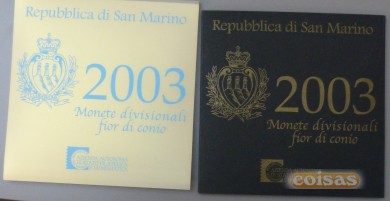 Repubblica di San Marino
2003
Monete divisionali
fior di conio
Repubblica di San Marino
2003
Monete divisionali
fior di conio
coisas